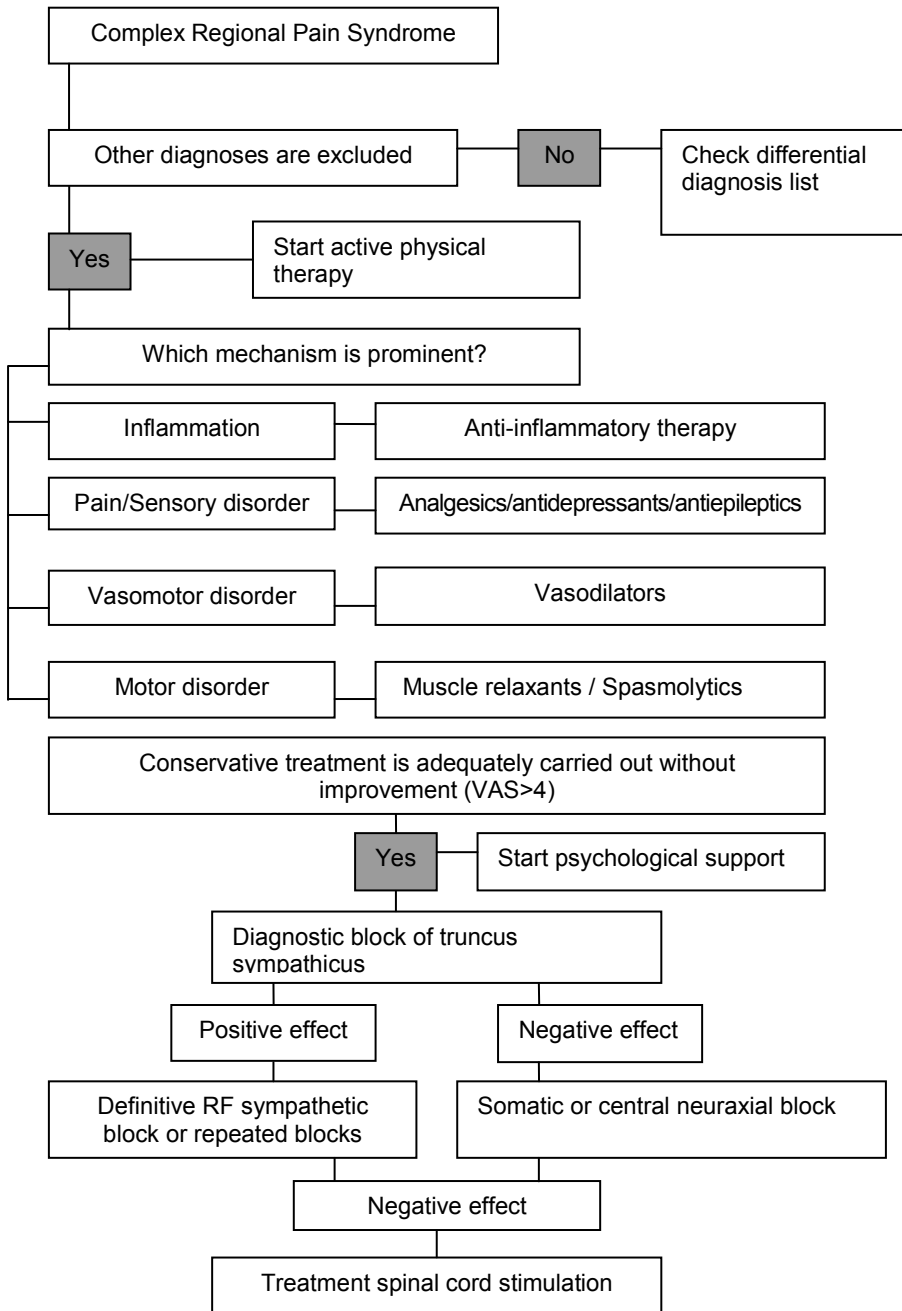 Complex Regional Pain Syndrome
Other diagnoses are excluded
No
Check differential
diagnosis list
Yes
Start active physical
therapy
Which mechanism is prominent?
Inflammation
Anti-inflammatory therapy
Pain/Sensory disorder
Analgesics/antidepressants/antiepileptics
Vasomotor disorder
Vasodilators
Motor disorder
Muscle relaxants / Spasmolytics
Conservative treatment is adequately carried out without
improvement (VAS>4)
Yes
Start psychological support
Diagnostic block of truncus
sympathicus
Positive effect
Negative effect
Definitive RF sympathetic
block or repeated blocks
Somatic or central neuraxial block
Negative effect
Treatment spinal cord stimulation